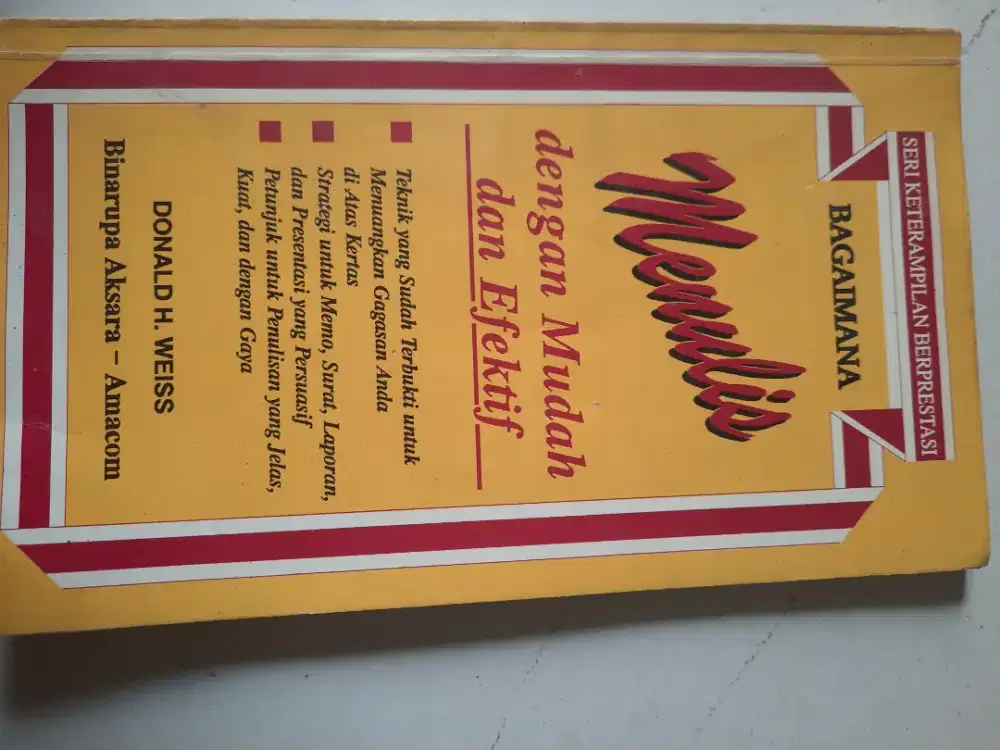 SERI KETERAMPILAN BERPRESTASI
BAGAIMANA
Menulis
dengan Mudah
dan Efektif
Teknik yang Sudah Terbukti untuk
Menuangkan Gagasan Anda
di Atas Kertas
Strategi untuk Memo, Surat, Laporan,
dan Presentasi yang Persuasif
Petunjuk untuk Penulisan yang Jelas,
Kuat, dan dengan Gaya
DONALD H. WEISS
Binarupa Aksara – Amacom